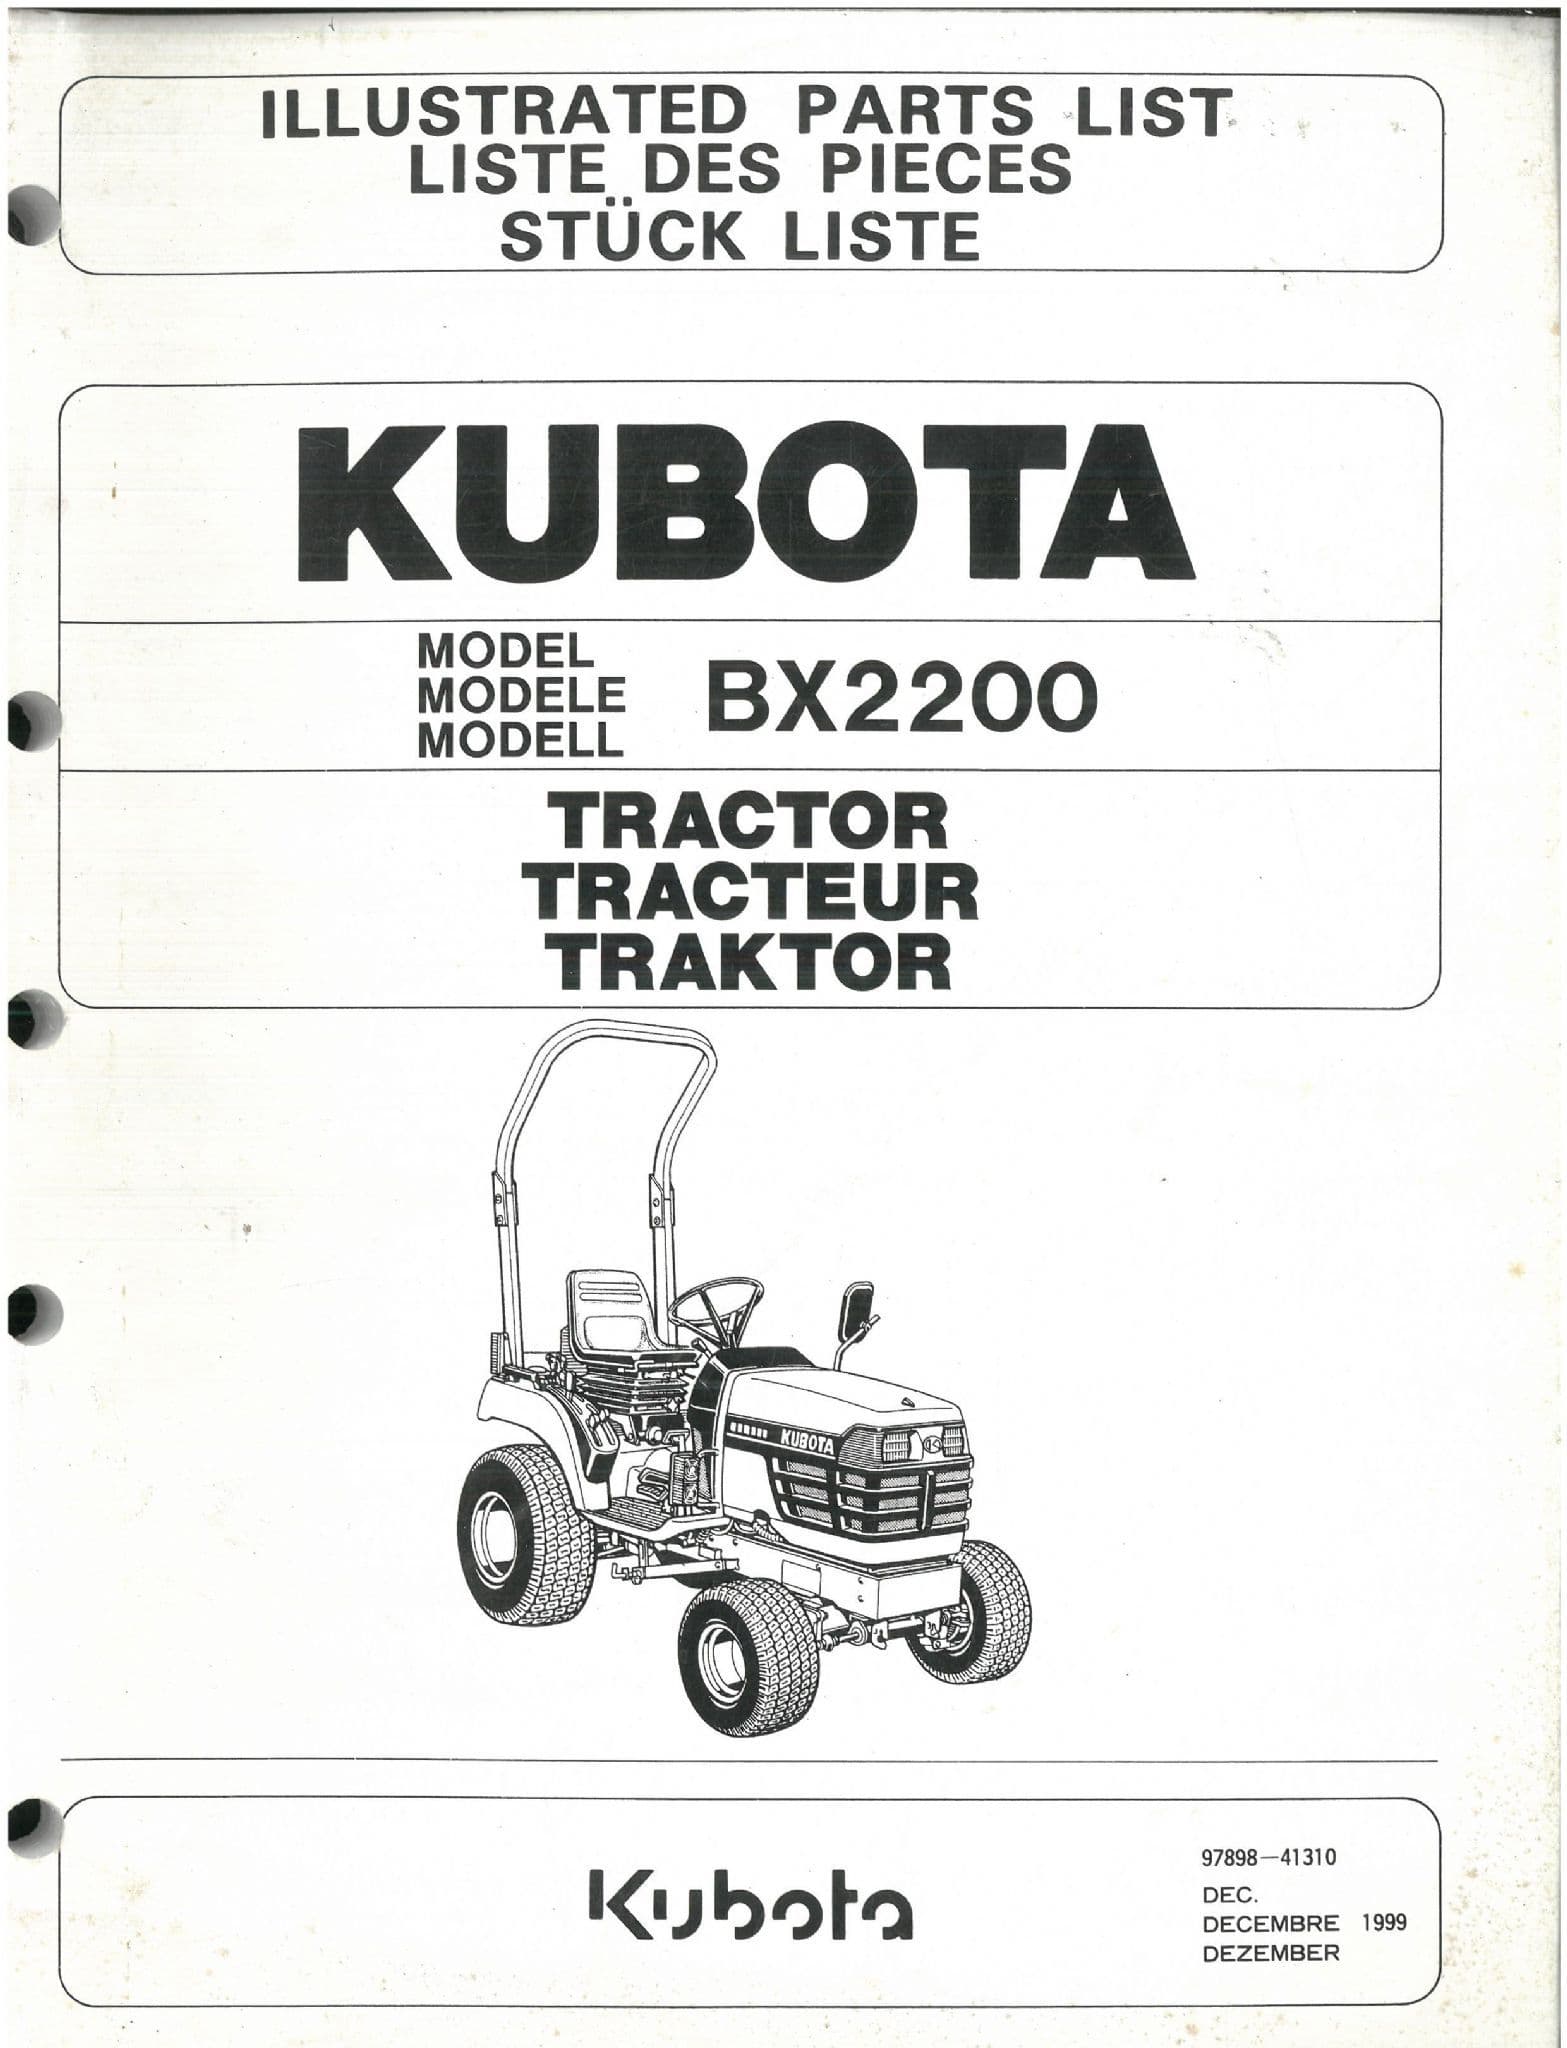 ILLUSTRATED PARTS LIST
LISTE DES PIECES
STÜCK LISTE
KUBOTA
MODEL
MODELE
MODELL
BX2200
TRACTOR
TRACTEUR
TRAKTOR
KUBOTA
Kubota
97898-41310
DEC.
DECEMBRE 1999
DEZEMBER